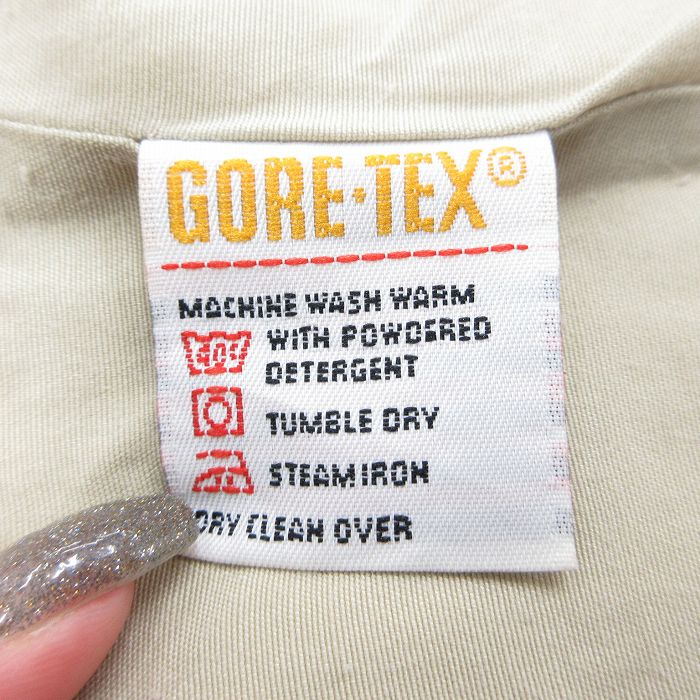 GORE-TEX®
MACHINE WASH WARM
WITH POWDERED
DETERGENT
TUMBLE DRY
STEAM IRON
DRY CLEAN OVER